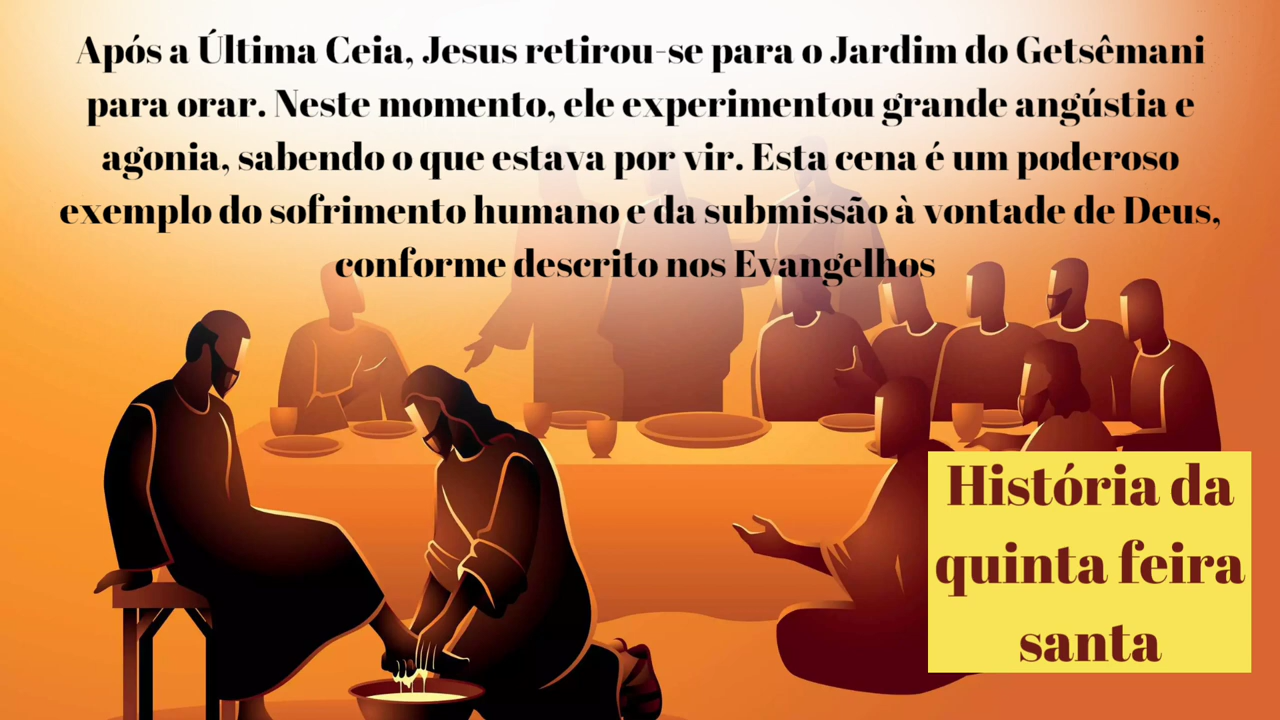 Após a Última Ceia, Jesus retirou-se para o Jardim do Getsêmani
para orar. Neste momento, ele experimentou grande angústia e
agonia, sabendo o que estava por vir. Esta cena é um poderoso
exemplo do sofrimento humano e da submissão à vontade de Deus,
conforme descrito nos Evangelhos
História da
quinta feira
santa